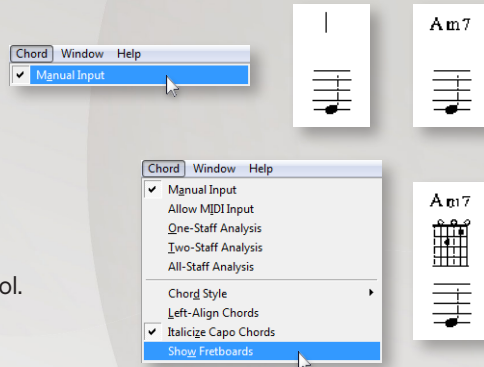 Chord Window Help
Manual Input
Am7
Chord Window Help
Manual Input
Allow MIDI Input
One-Staff Analysis
Two-Staff Analysis
All-Staff Analysis
Chord Style
Left-Align Chords
Italicize Capo Chords
Show Fretboards
Am7
ol.